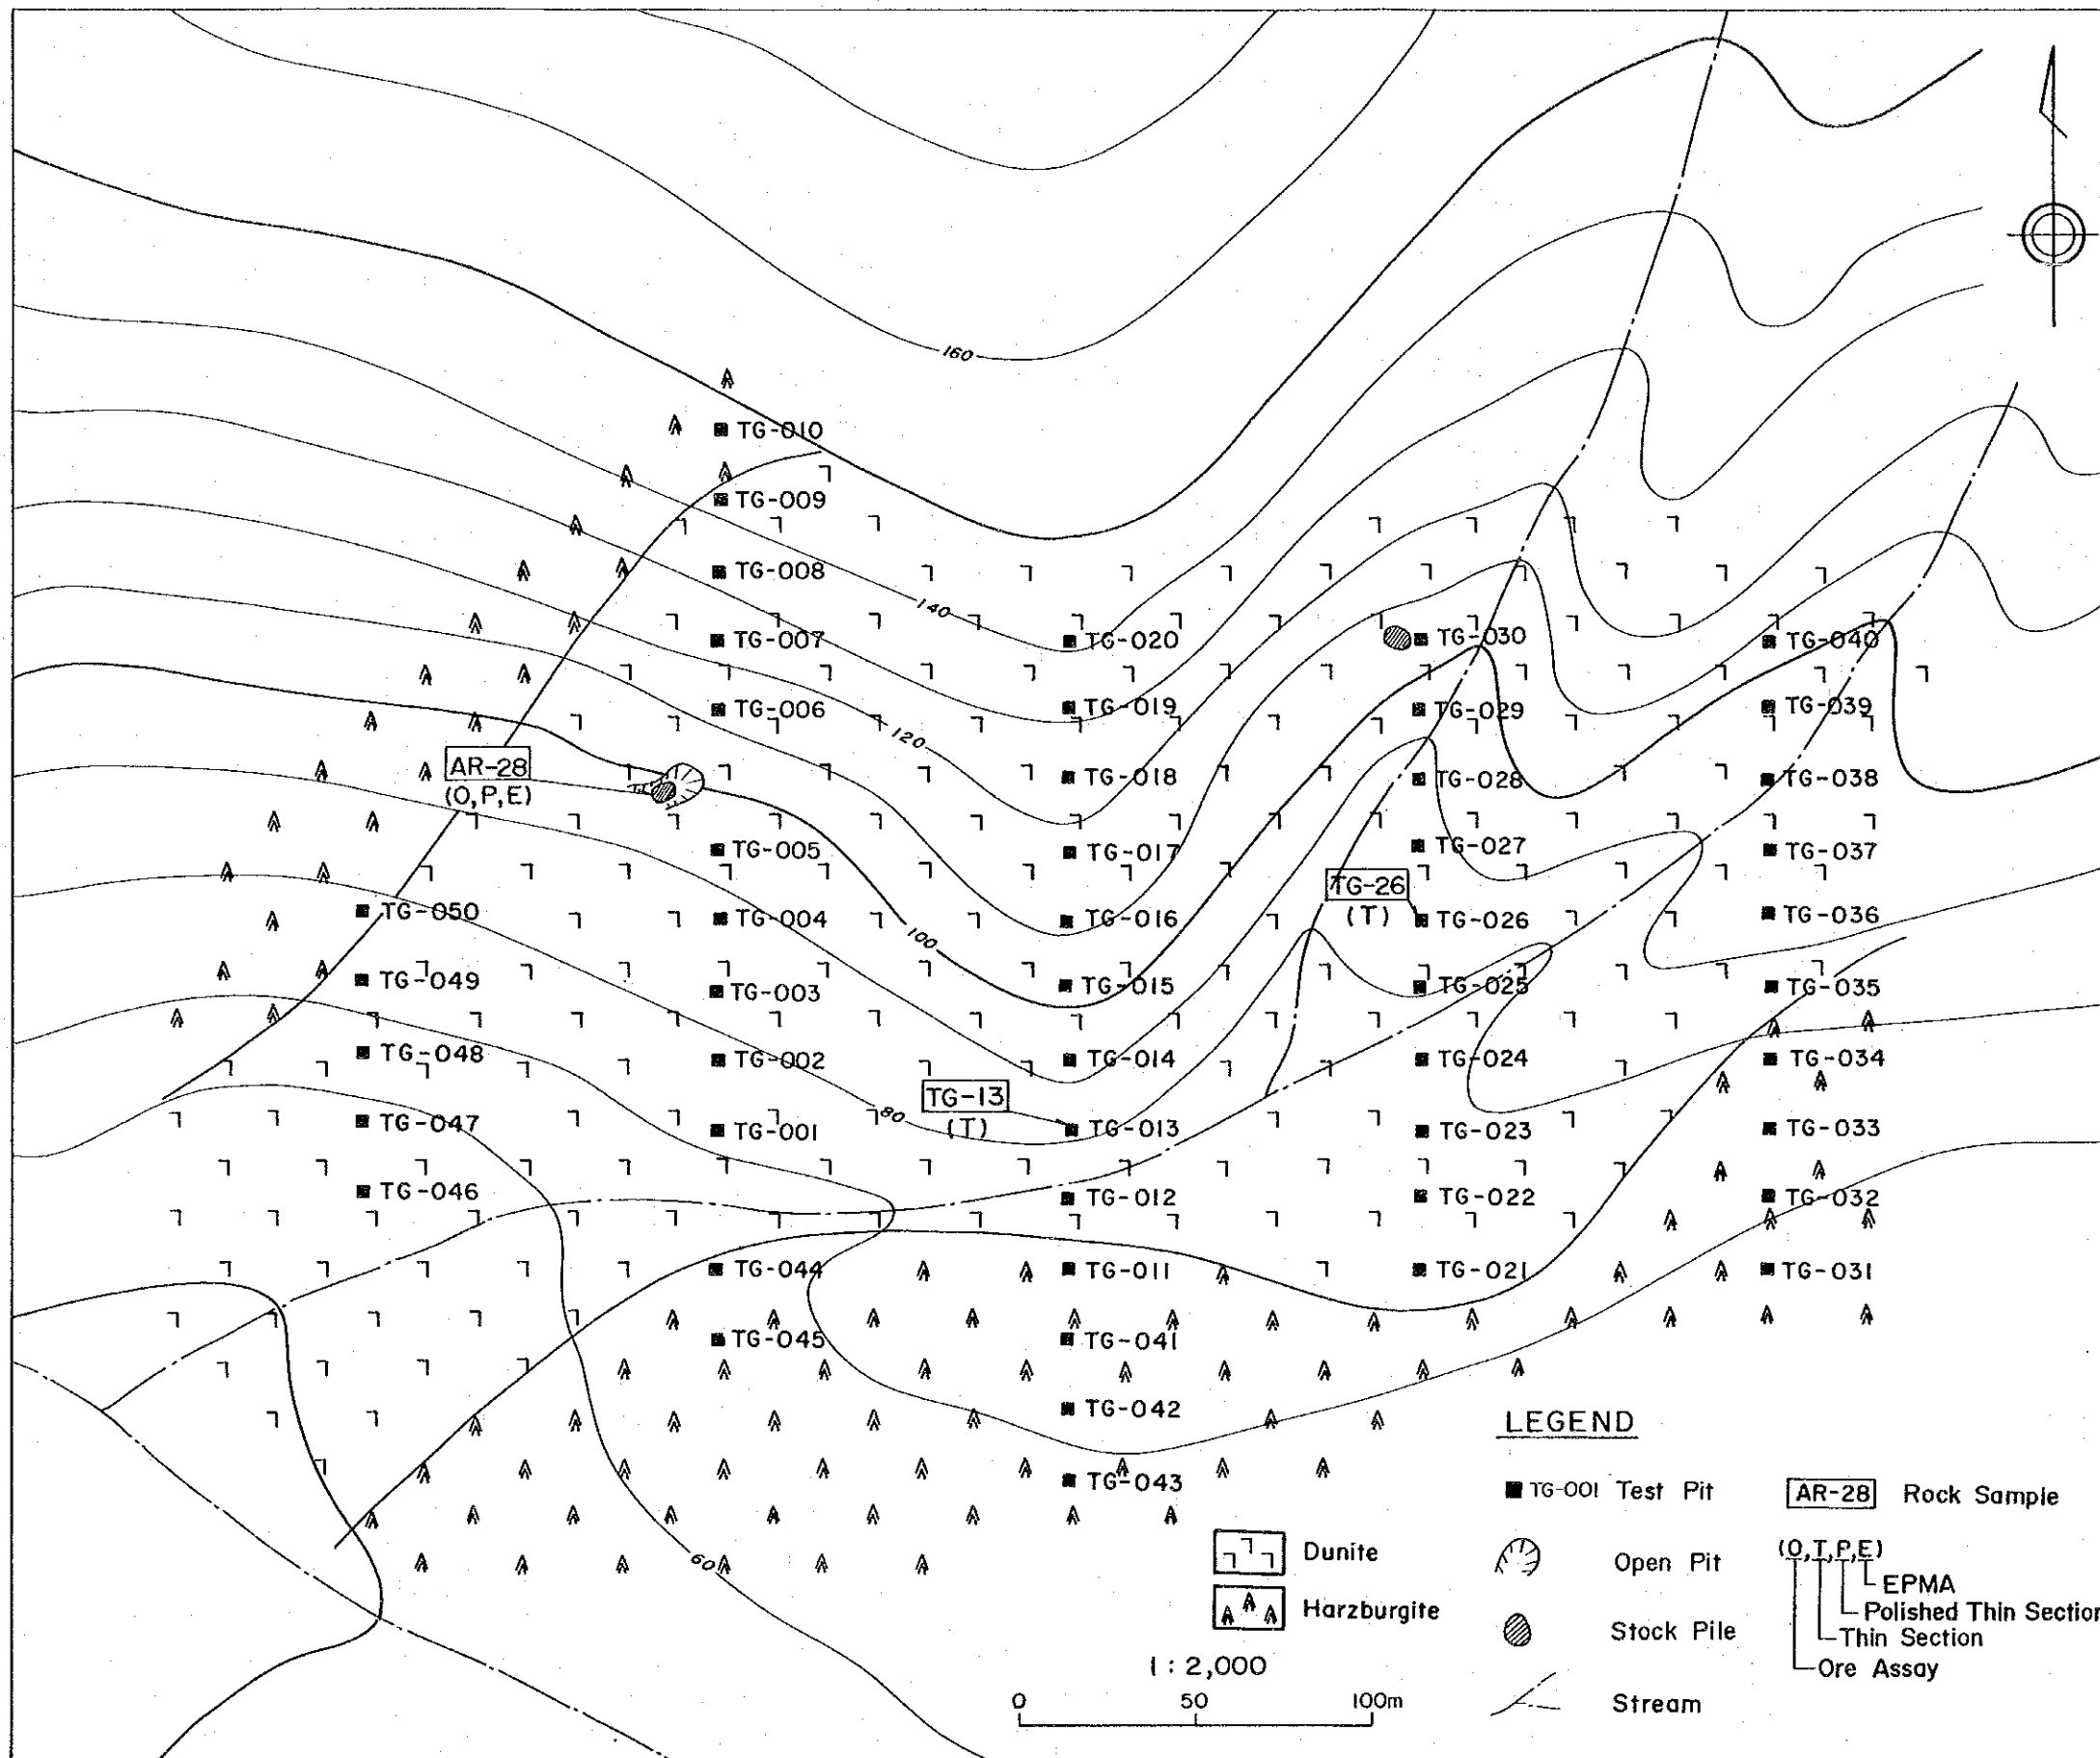 160
TG-010
TG-009
TG-008
140
TG-007
TG-020
TG-030
TG-040
TG-006
TG-019
TG-029
TG-039
120
AR-28
(O,P,E)
TG-018
TG-028
TG-038
TG-005
TG-017
TG-027
TG-037
TG-26
(T)
TG-050
TG-004
100
TG-016
TG-026
TG-036
TG-049
TG-003
TG-015
TG-025
TG-035
TG-048
TG-002
TG-014
TG-024
TG-034
TG-13
(T)
80
TG-047
TG-001
TG-013
TG-023
TG-033
TG-046
TG-012
TG-022
TG-032
TG-044
TG-011
TG-021
TG-031
TG-045
TG-041
TG-042
TG-043
60
LEGEND
TG-001 Test Pit
AR-28 Rock Sample
Dunite
Open Pit
(O,T,P,E)
EPMA
Harzburgite
Polished Thin Section
Stock Pile
Thin Section
1 : 2,000
Ore Assay
0 50 100m
Stream